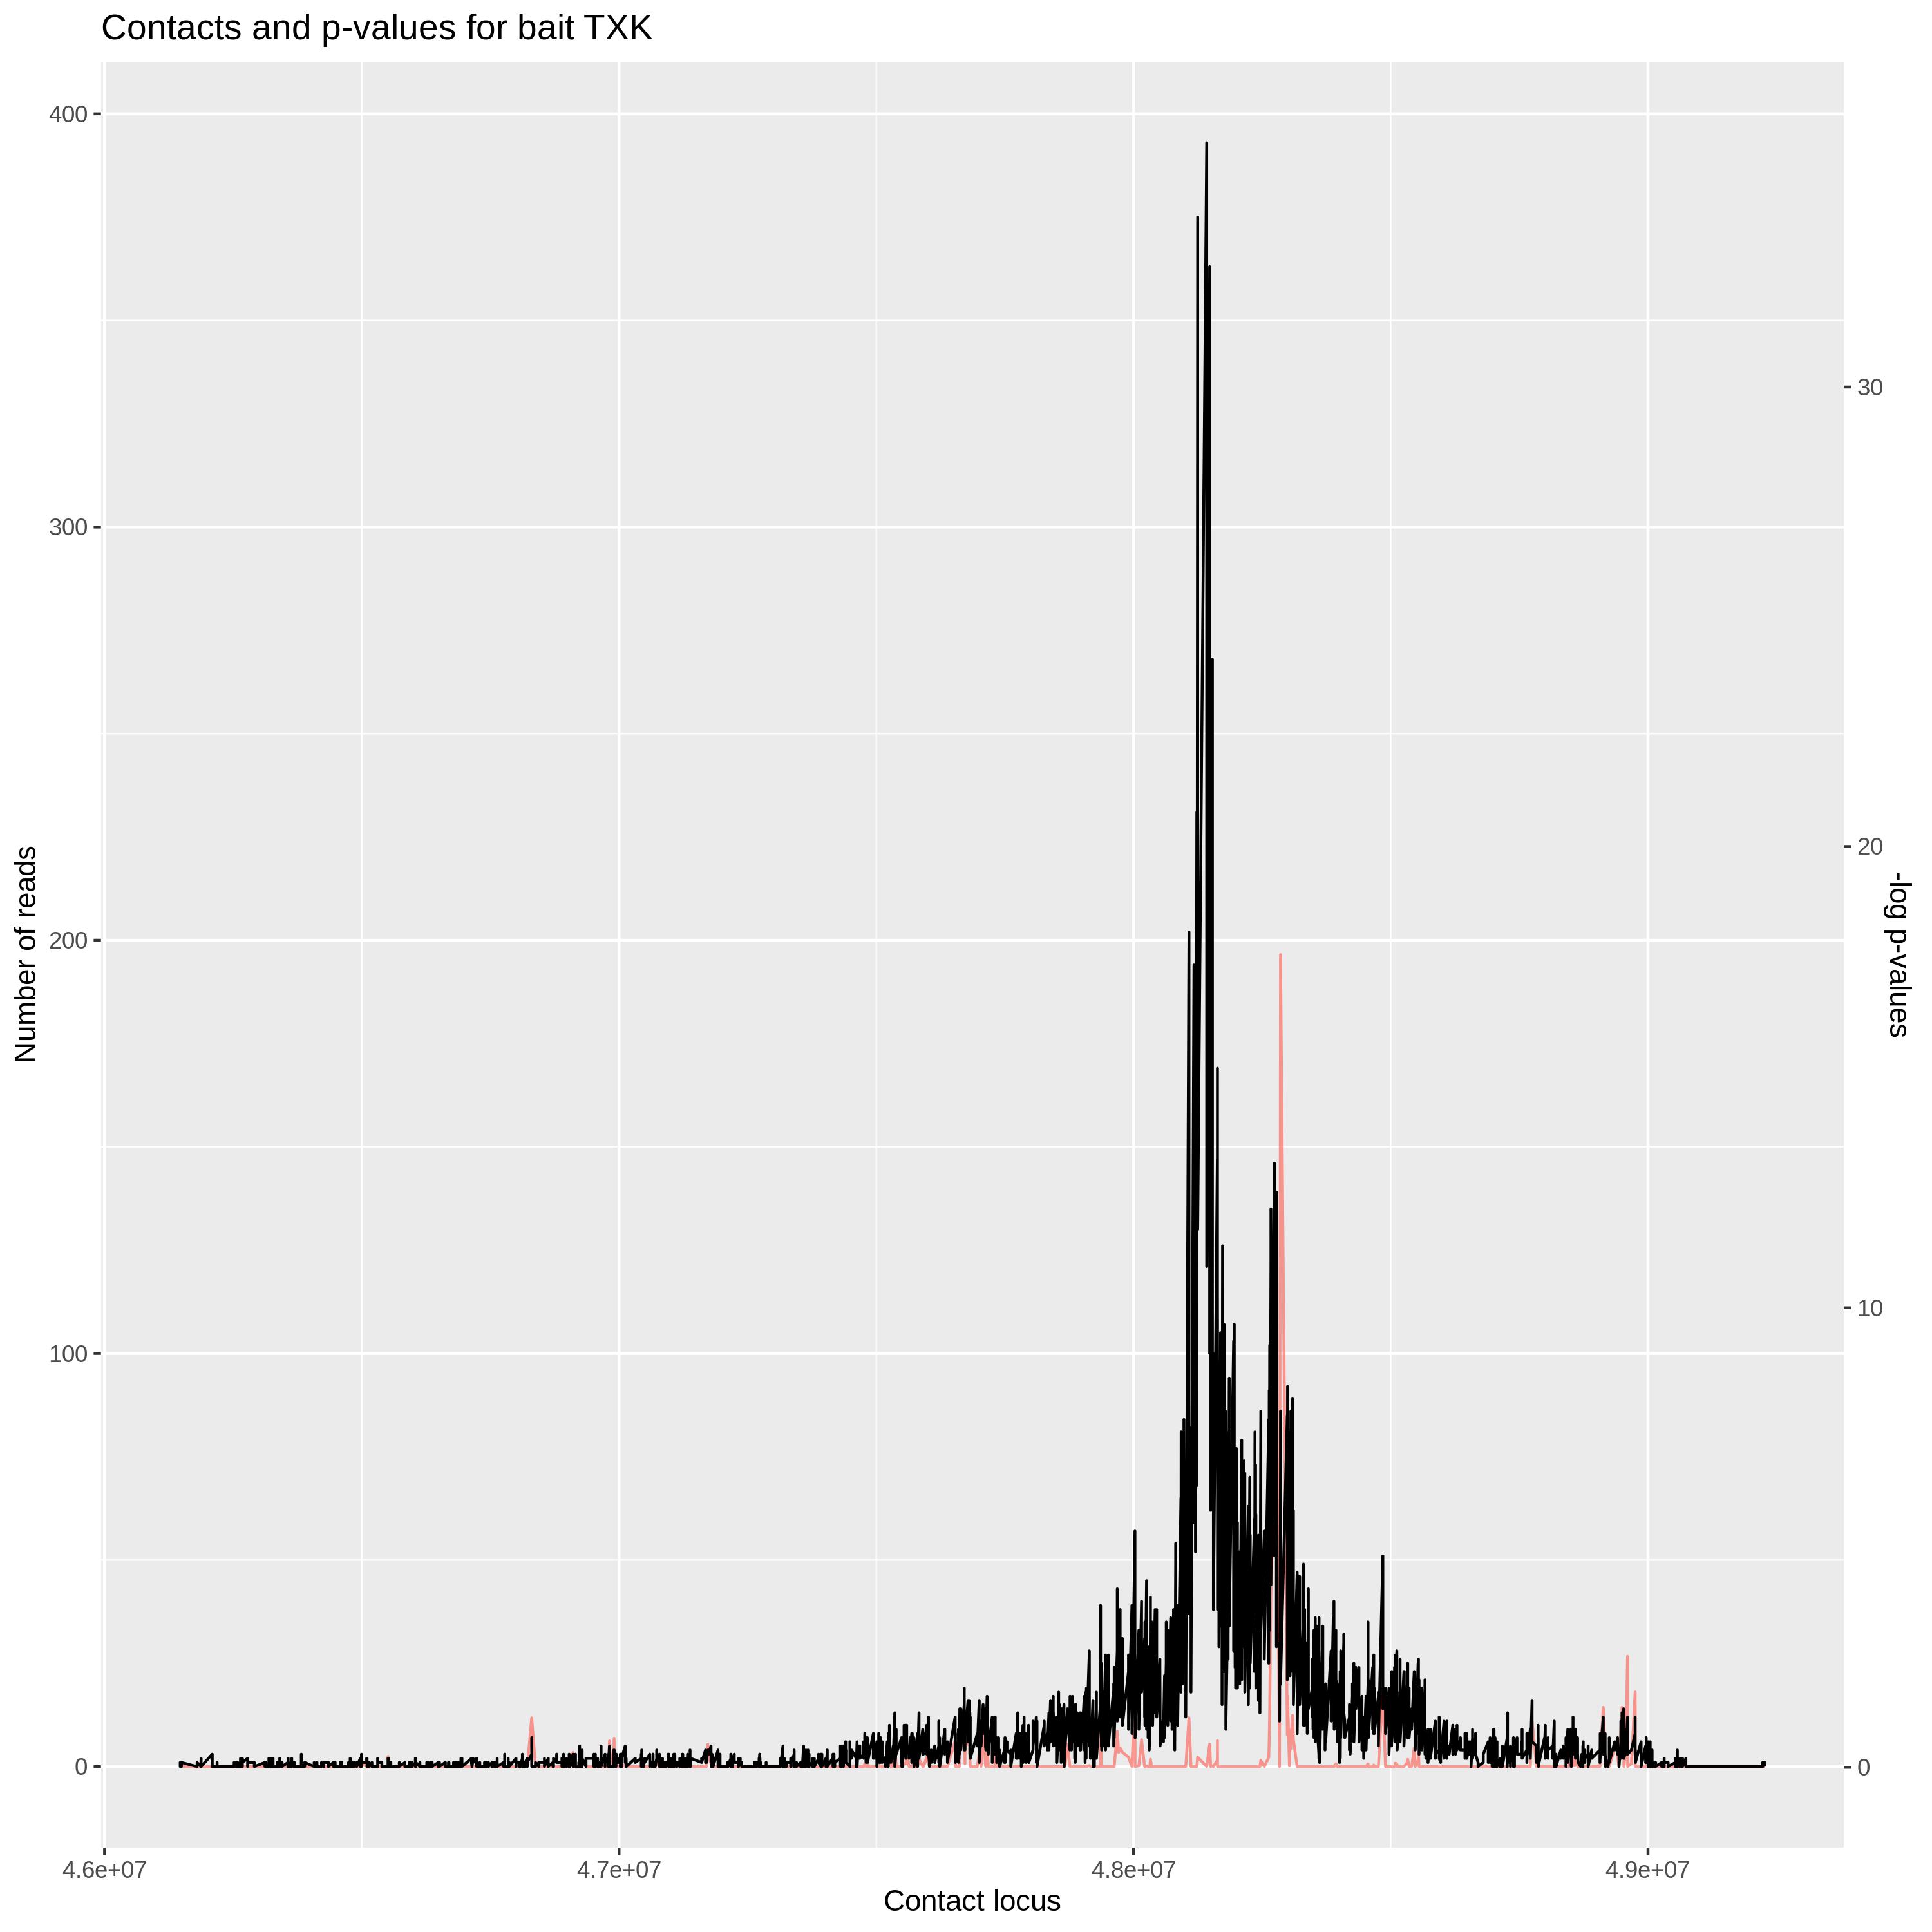 Contacts and p-values for bait TXK
400
300
200
100
0
Number of reads
30
20
10
0
-log p-values
4.6e+07
4.7e+07
4.8e+07
4.9e+07
Contact locus